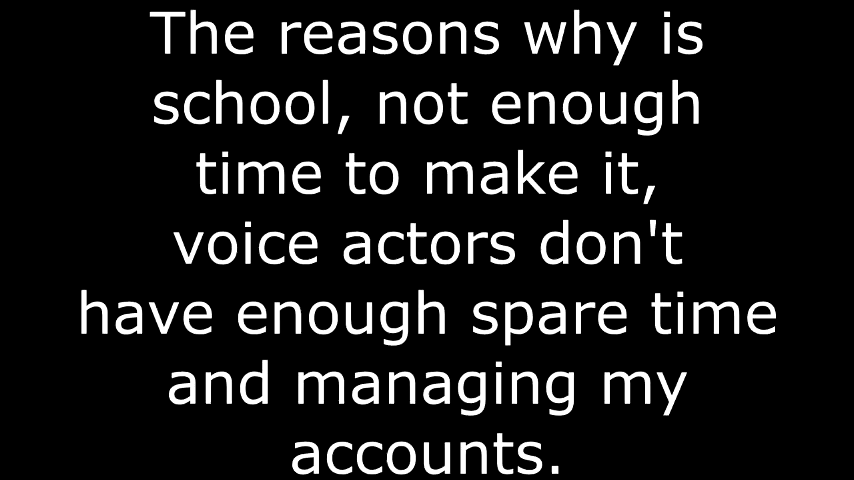 The reasons why is
school, not enough
time to make it,
voice actors don't
have enough spare time
and managing my
accounts.